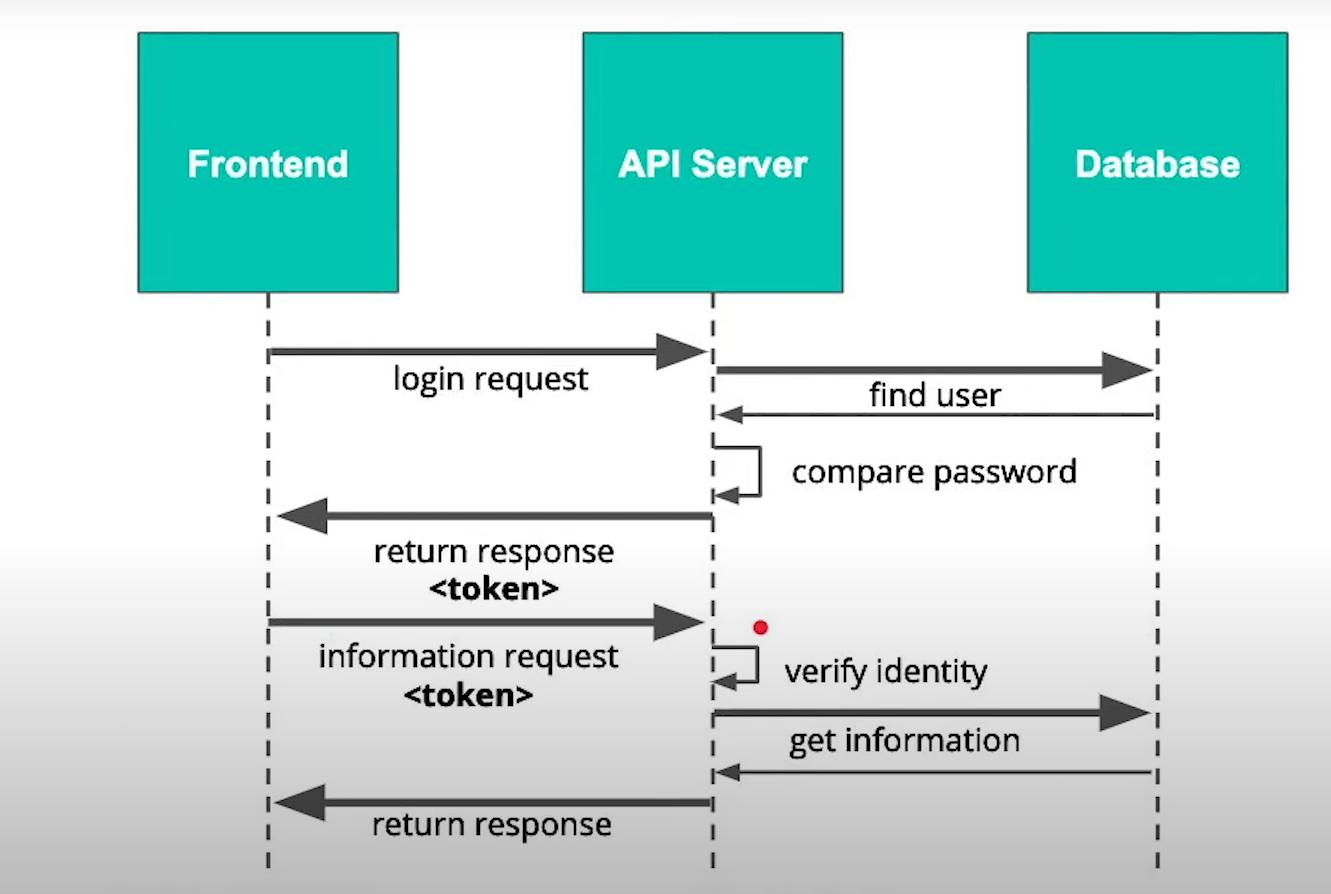 Frontend
API Server
Database
login request
find user
compare password
return response
<token>
information request
<token>
verify identity
get information
return response